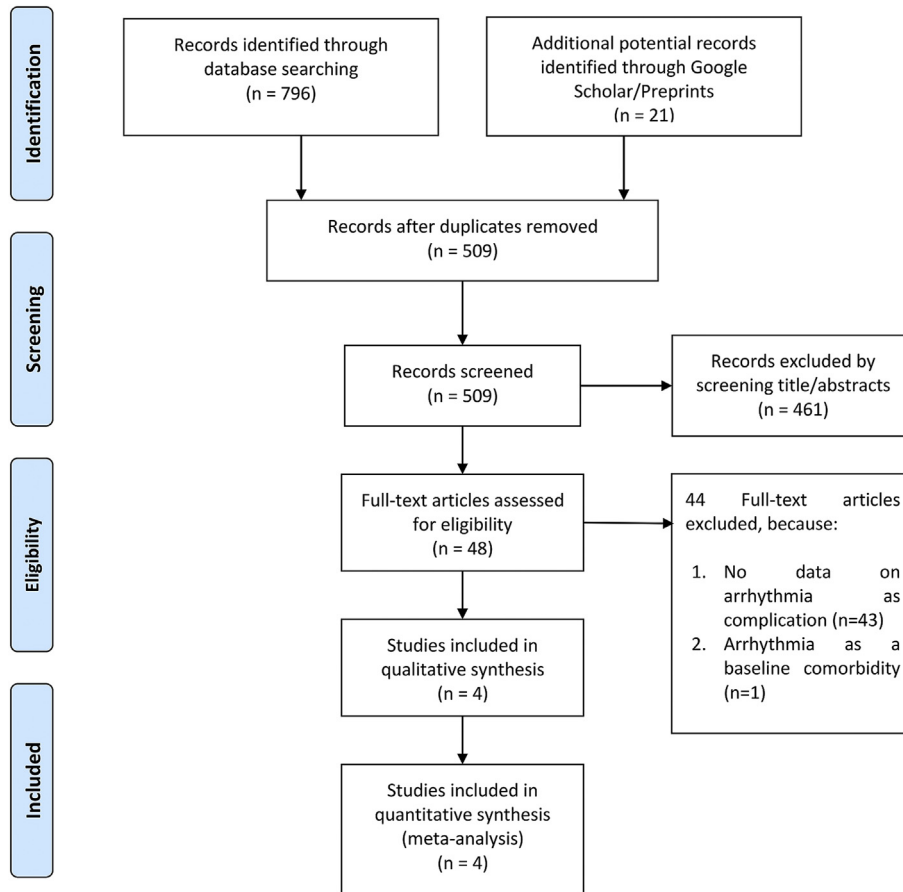 Identification
Records identified through
database searching
(n = 796)
Additional potential records
identified through Google
Scholar/Preprints
(n = 21)
Records after duplicates removed
(n = 509)
Screening
Records screened
(n = 509)
Records excluded by
screening title/abstracts
(n = 461)
Eligibility
Full-text articles assessed
for eligibility
(n = 48)
44 Full-text articles
excluded, because:
1. No data on
arrhythmia as
complication (n=43)
2. Arrhythmia as a
baseline comorbidity
(n=1)
Studies included in
qualitative synthesis
(n = 4)
Included
Studies included in
quantitative synthesis
(meta-analysis)
(n = 4)